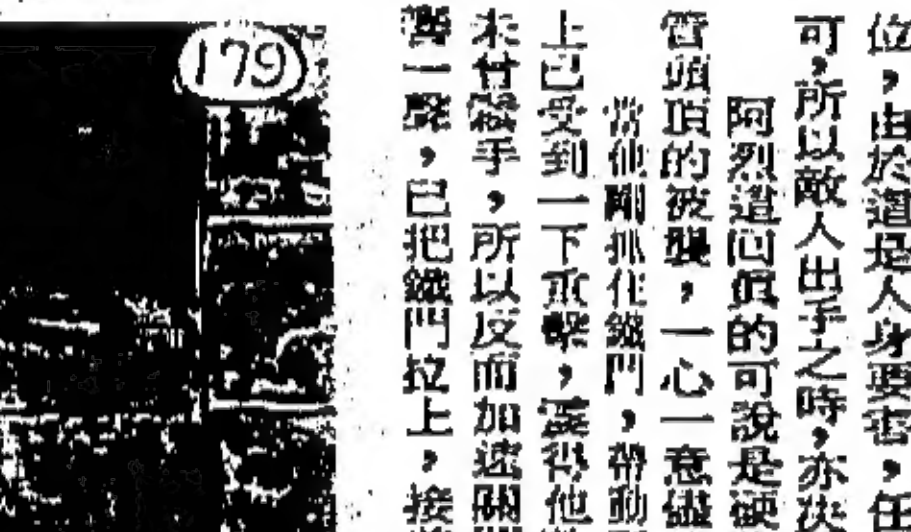 位，由於這是人身要害，任
可，所以敵人出手之時，亦
阿烈這回真的可說是硬
管頭頂的被襲，一心一意儘
當他剛抓住鐵門，帶動
上已受到一下重擊，震得他
未甘鬆手，所以反而加速關
響一聲，已把鐵門拉上，接
179